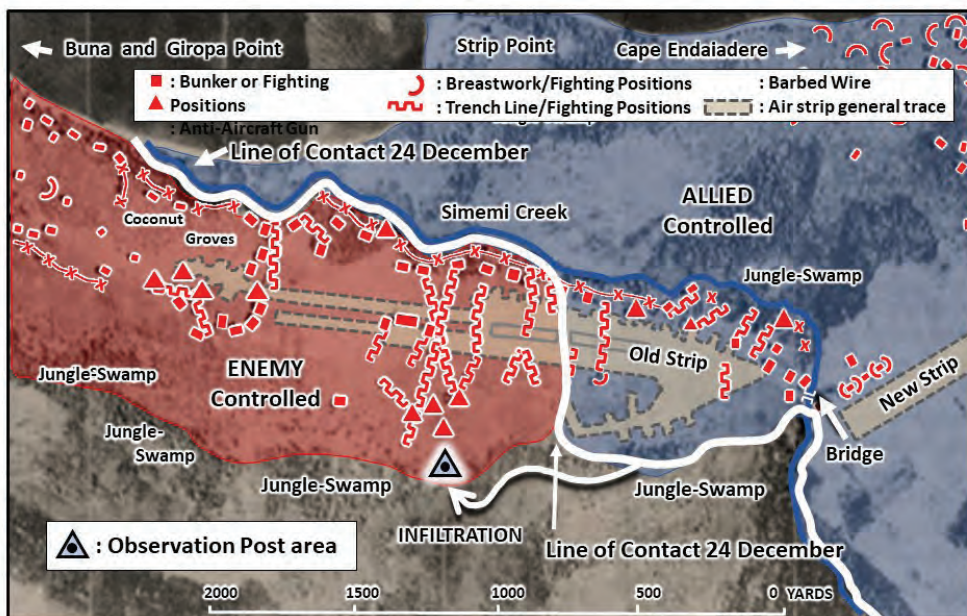 Buna and Giropa Point
Strip Point
Cape Endaiadere
: Bunker or Fighting
Positions
: Anti-Aircraft Gun
: Breastwork/Fighting Positions
: Trench Line/Fighting Positions
: Barbed Wire
: Air strip general trace
Line of Contact 24 December
ALLIED
Controlled
Simemi Creek
Coconut
Groves
Jungle-Swamp
Old Strip
New Strip
ENEMY
Controlled
Jungle-Swamp
Jungle-
Swamp
Bridge
Jungle-Swamp
Jungle-Swamp
INFILTRATION
: Observation Post area
Line of Contact 24 December
2000 1500 1000 500 0 YARDS